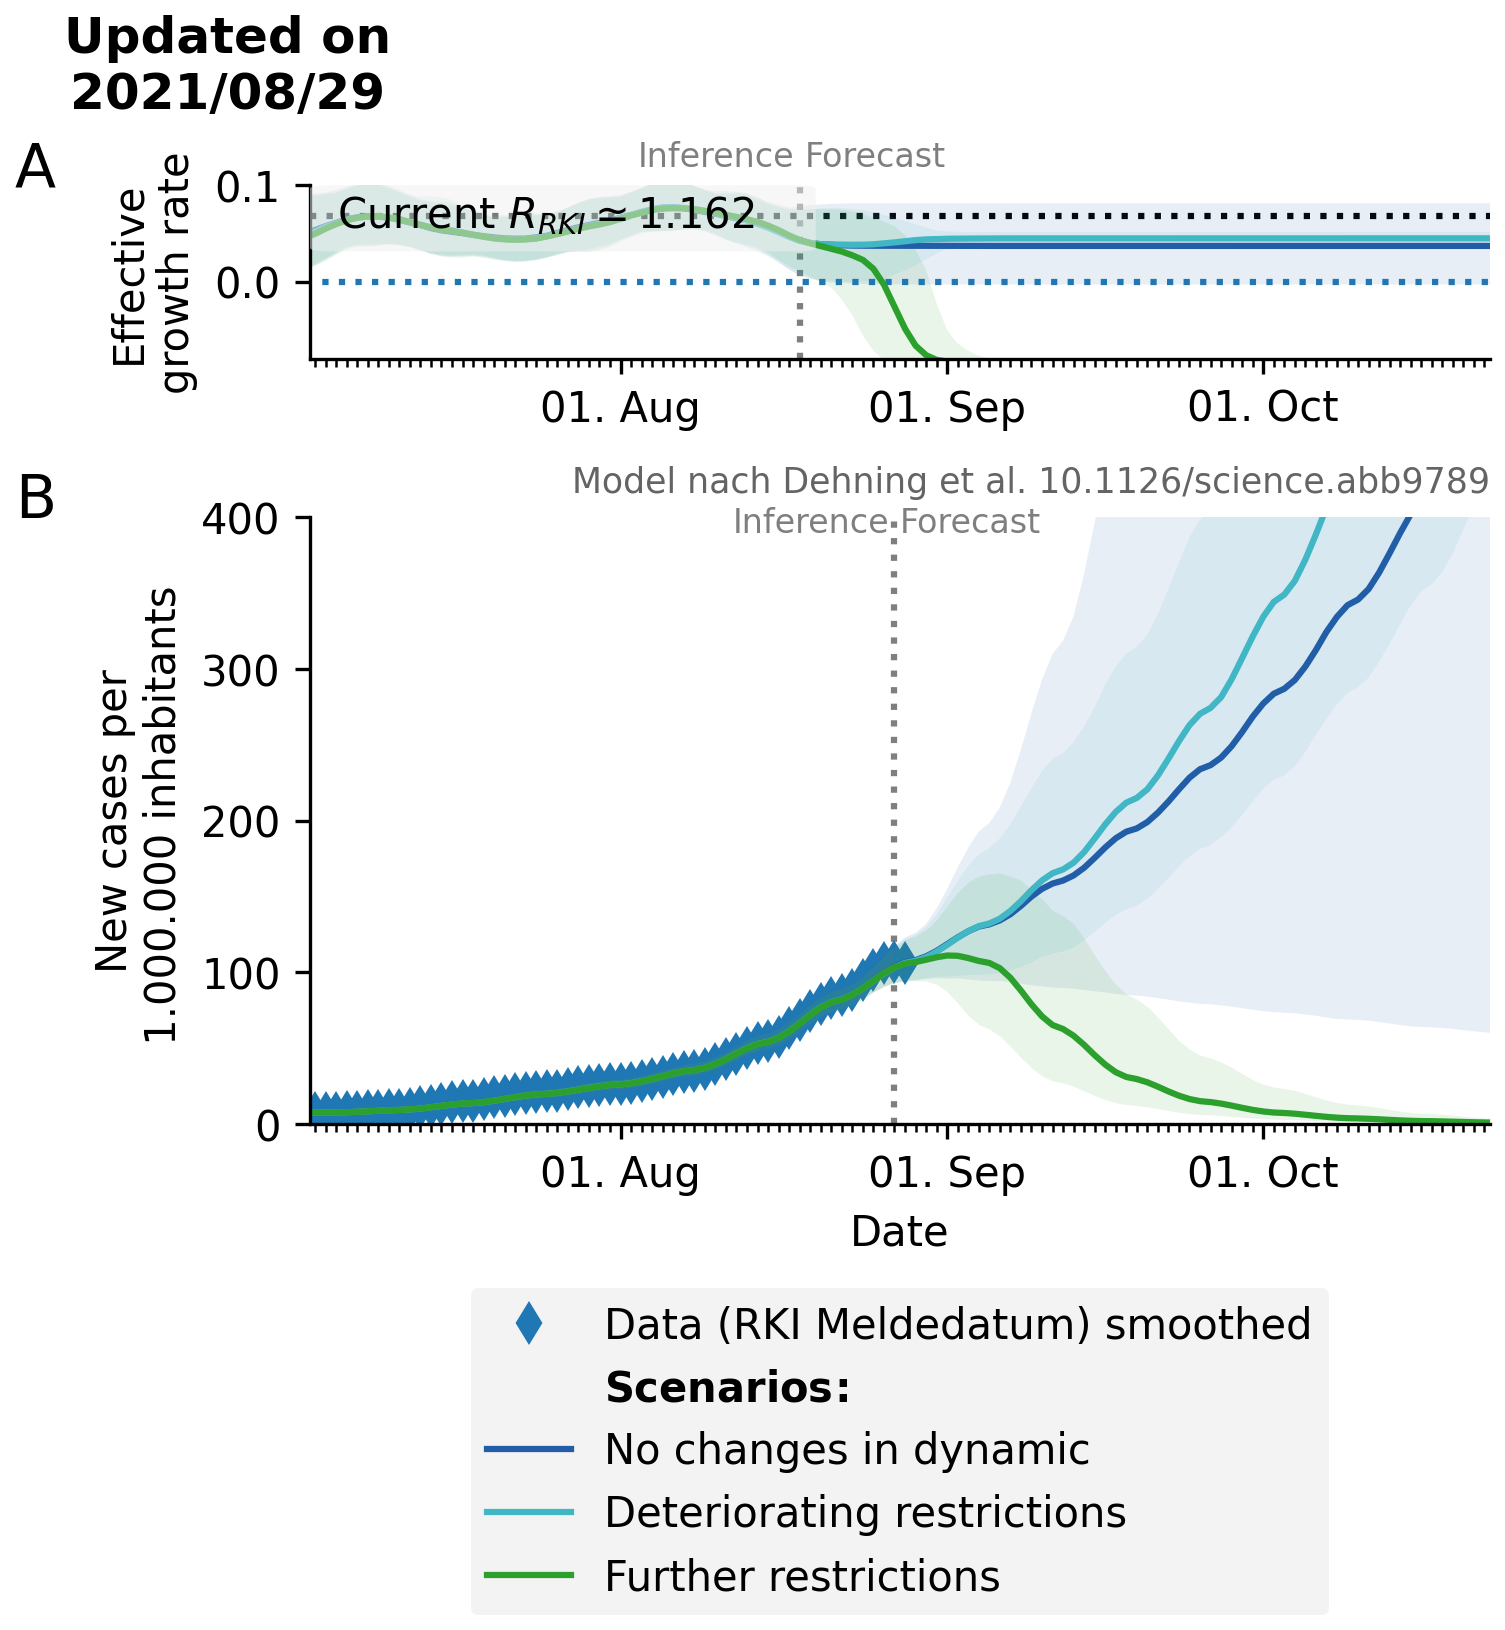 Updated on
2021/08/29
A
Inference Forecast
Effective
growth rate
0.1
0.0
Current R_RKI ≃ 1.162
01. Aug
01. Sep
01. Oct
B
Model nach Dehning et al. 10.1126/science.abb9789
Inference Forecast
New cases per
1.000.000 inhabitants
400
300
200
100
0
01. Aug
01. Sep
01. Oct
Date
Data (RKI Meldedatum) smoothed
Scenarios:
No changes in dynamic
Deteriorating restrictions
Further restrictions